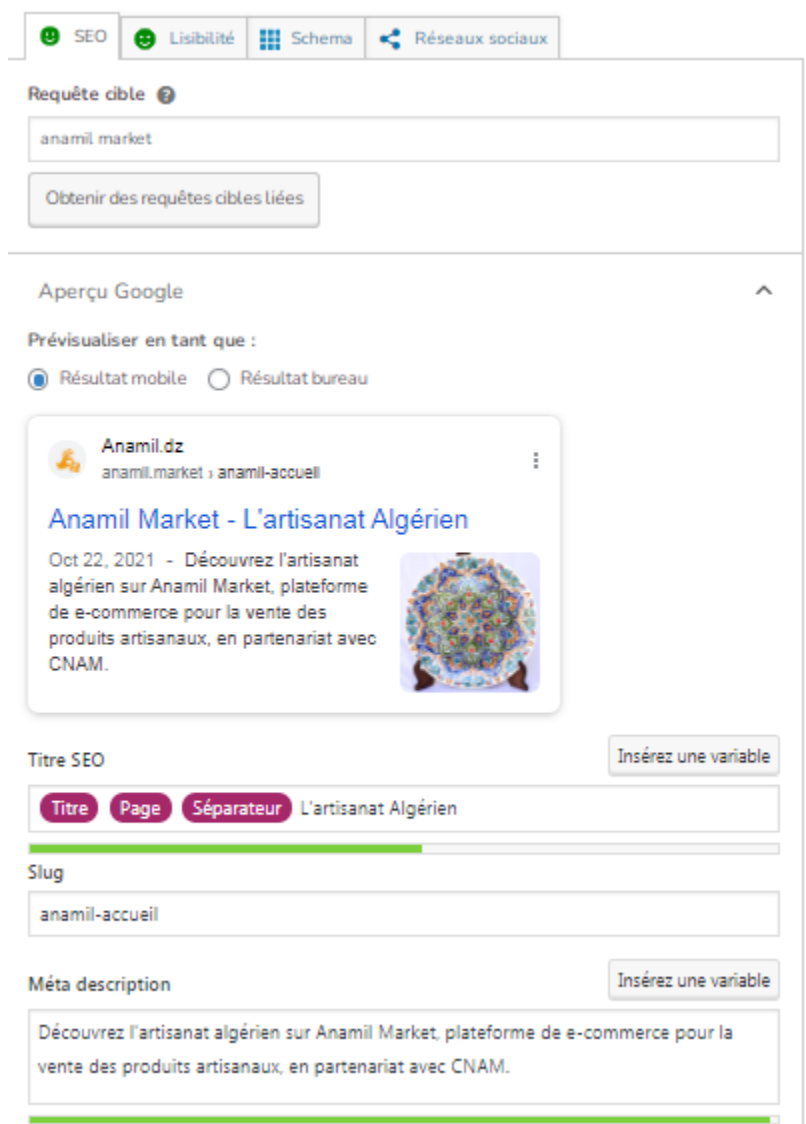 SEO
Lisibilité
Schema
Réseaux sociaux
Requête cible ?
anamil market
Obtenir des requêtes cibles liées
Aperçu Google
Prévisualiser en tant que :
Résultat mobile
Résultat bureau
Anamil.dz
anamil.market › anamil-accueil
Anamil Market - L'artisanat Algérien
Oct 22, 2021 - Découvrez l'artisanat
algérien sur Anamil Market, plateforme
de e-commerce pour la vente des
produits artisanaux, en partenariat avec
CNAM.
Titre SEO
Insérez une variable
Titre Page Séparateur L'artisanat Algérien
Slug
anamil-accueil
Méta description
Insérez une variable
Découvrez l'artisanat algérien sur Anamil Market, plateforme de e-commerce pour la
vente des produits artisanaux, en partenariat avec CNAM.